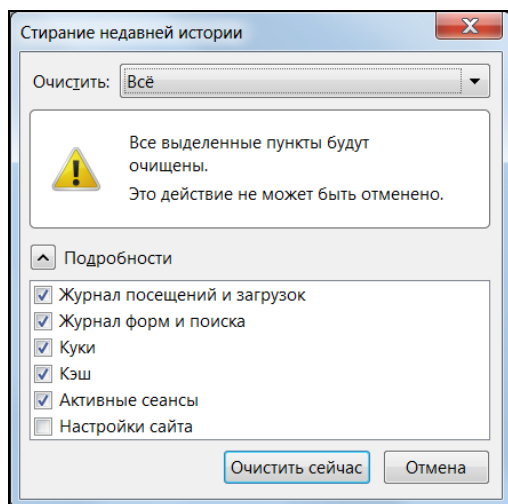 Стирание недавней истории
Очистить: Всё
Все выделенные пункты будут
очищены.
Это действие не может быть отменено.
Подробности
Журнал посещений и загрузок
Журнал форм и поиска
Куки
Кэш
Активные сеансы
Настройки сайта
Очистить сейчас Отмена